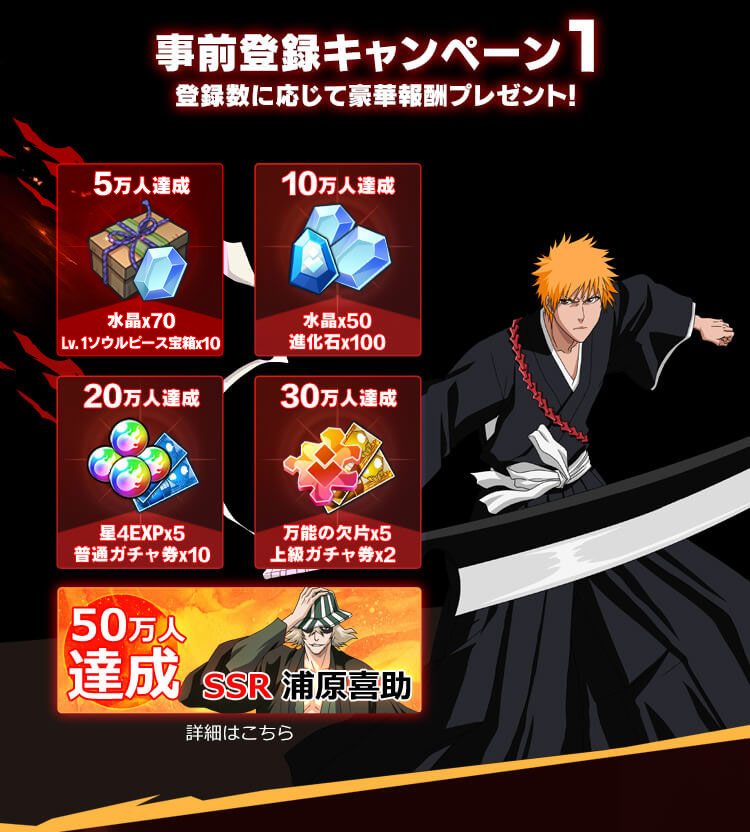 事前登録キャンペーン1
登録数に応じて豪華報酬プレゼント!
5万人達成
水晶x70
Lv.1ソウルピース宝箱x10
10万人達成
水晶x50
進化石x100
20万人達成
星4EXPx5
普通ガチャ券x10
30万人達成
万能の欠片x5
上級ガチャ券x2
50万人
達成
SSR 浦原喜助
詳細はこちら